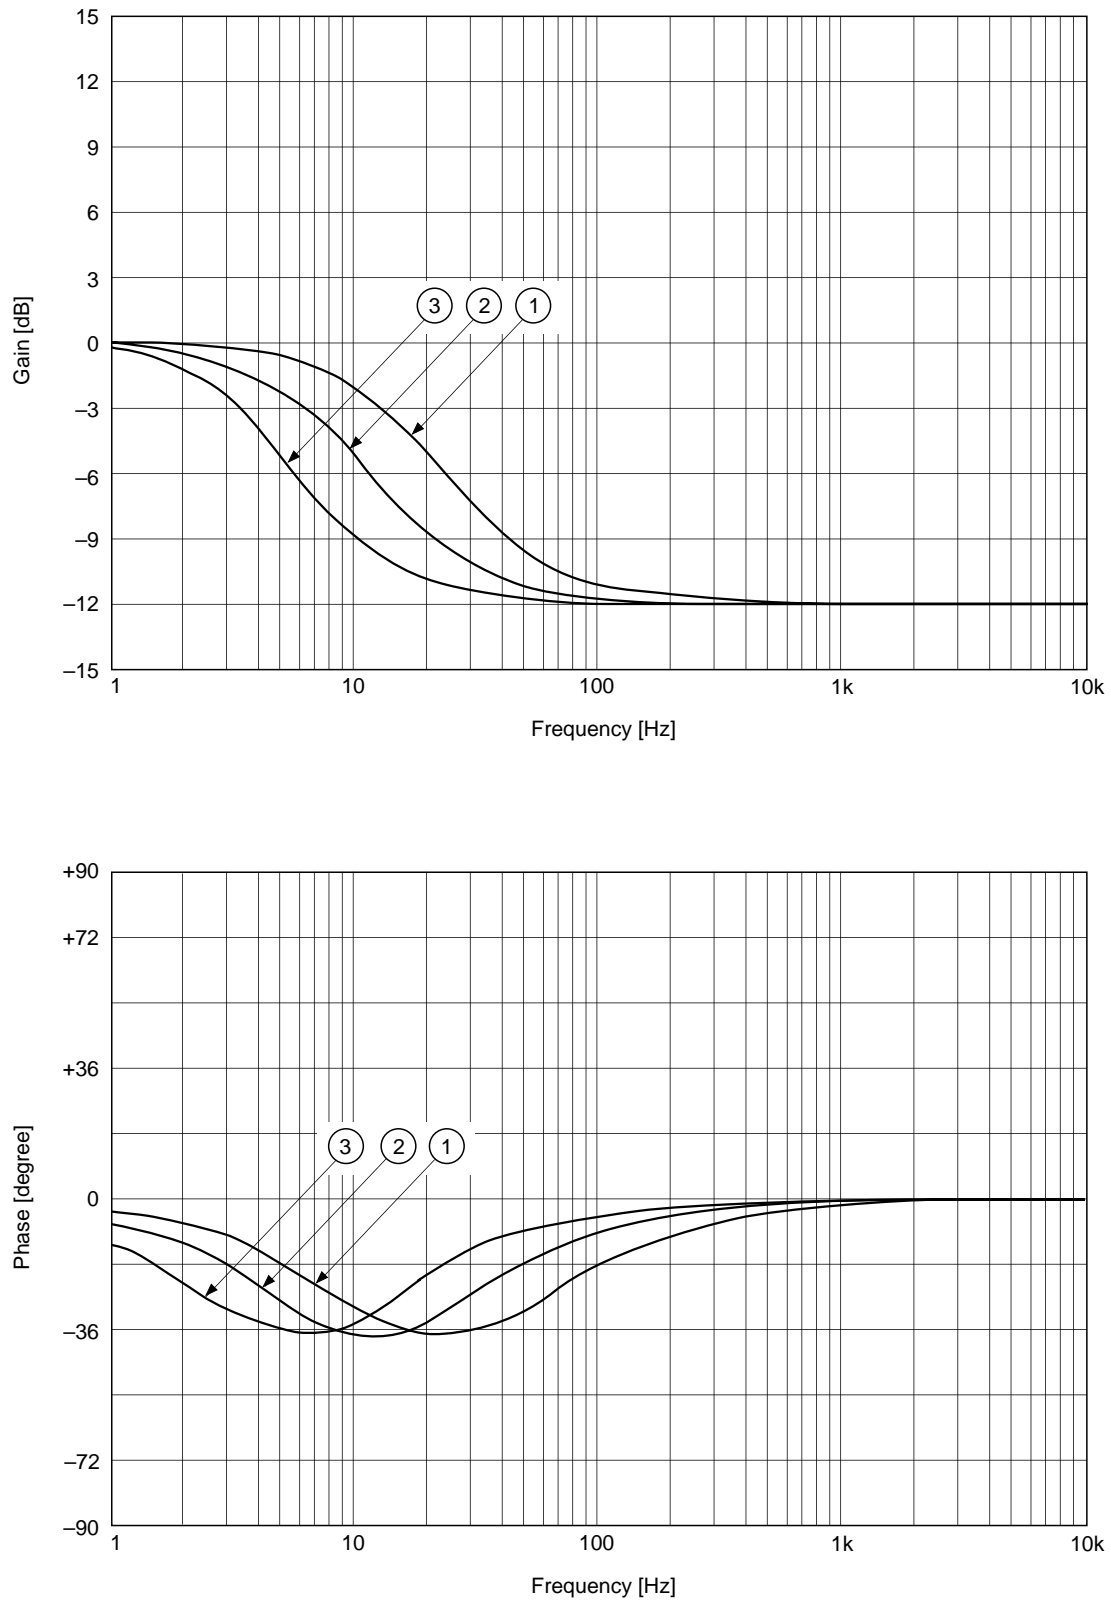 15
12
9
6
3
0
–3
–6
–9
–12
–15
Gain [dB]
3 2 1
1 10 100 1k 10k
Frequency [Hz]
+90
+72
+36
0
–36
–72
–90
Phase [degree]
3 2 1
1 10 100 1k 10k
Frequency [Hz]